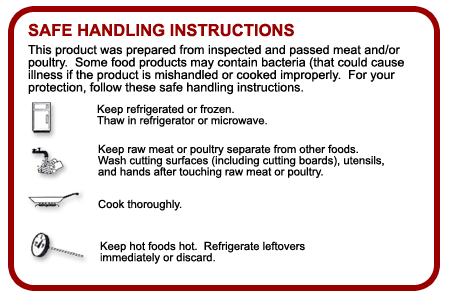 SAFE HANDLING INSTRUCTIONS
This product was prepared from inspected and passed meat and/or
poultry.  Some food products may contain bacteria (that could cause
illness if the product is mishandled or cooked improperly.  For your
protection, follow these safe handling instructions.
Keep refrigerated or frozen.
Thaw in refrigerator or microwave.
Keep raw meat or poultry separate from other foods.
Wash cutting surfaces (including cutting boards), utensils,
and hands after touching raw meat or poultry.
Cook thoroughly.
Keep hot foods hot.  Refrigerate leftovers
immediately or discard.